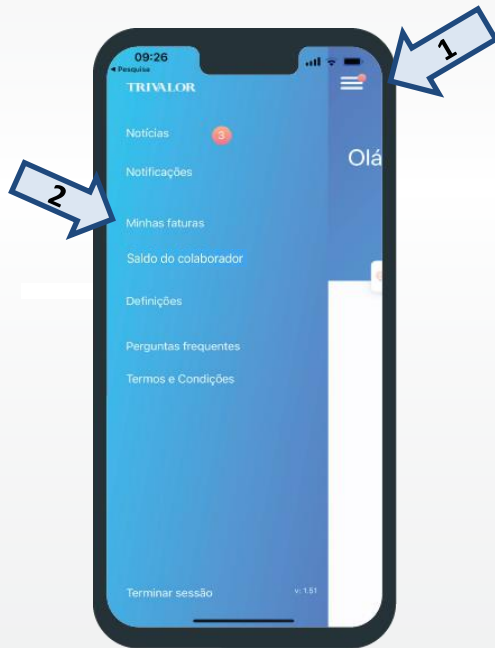 1
09:26
Pesquisa
TRIVALOR
Notícias 3
Olá
Notificações
2
Minhas faturas
Saldo do colaborador
Definições
Perguntas frequentes
Termos e Condições
Terminar sessão v: 1.51